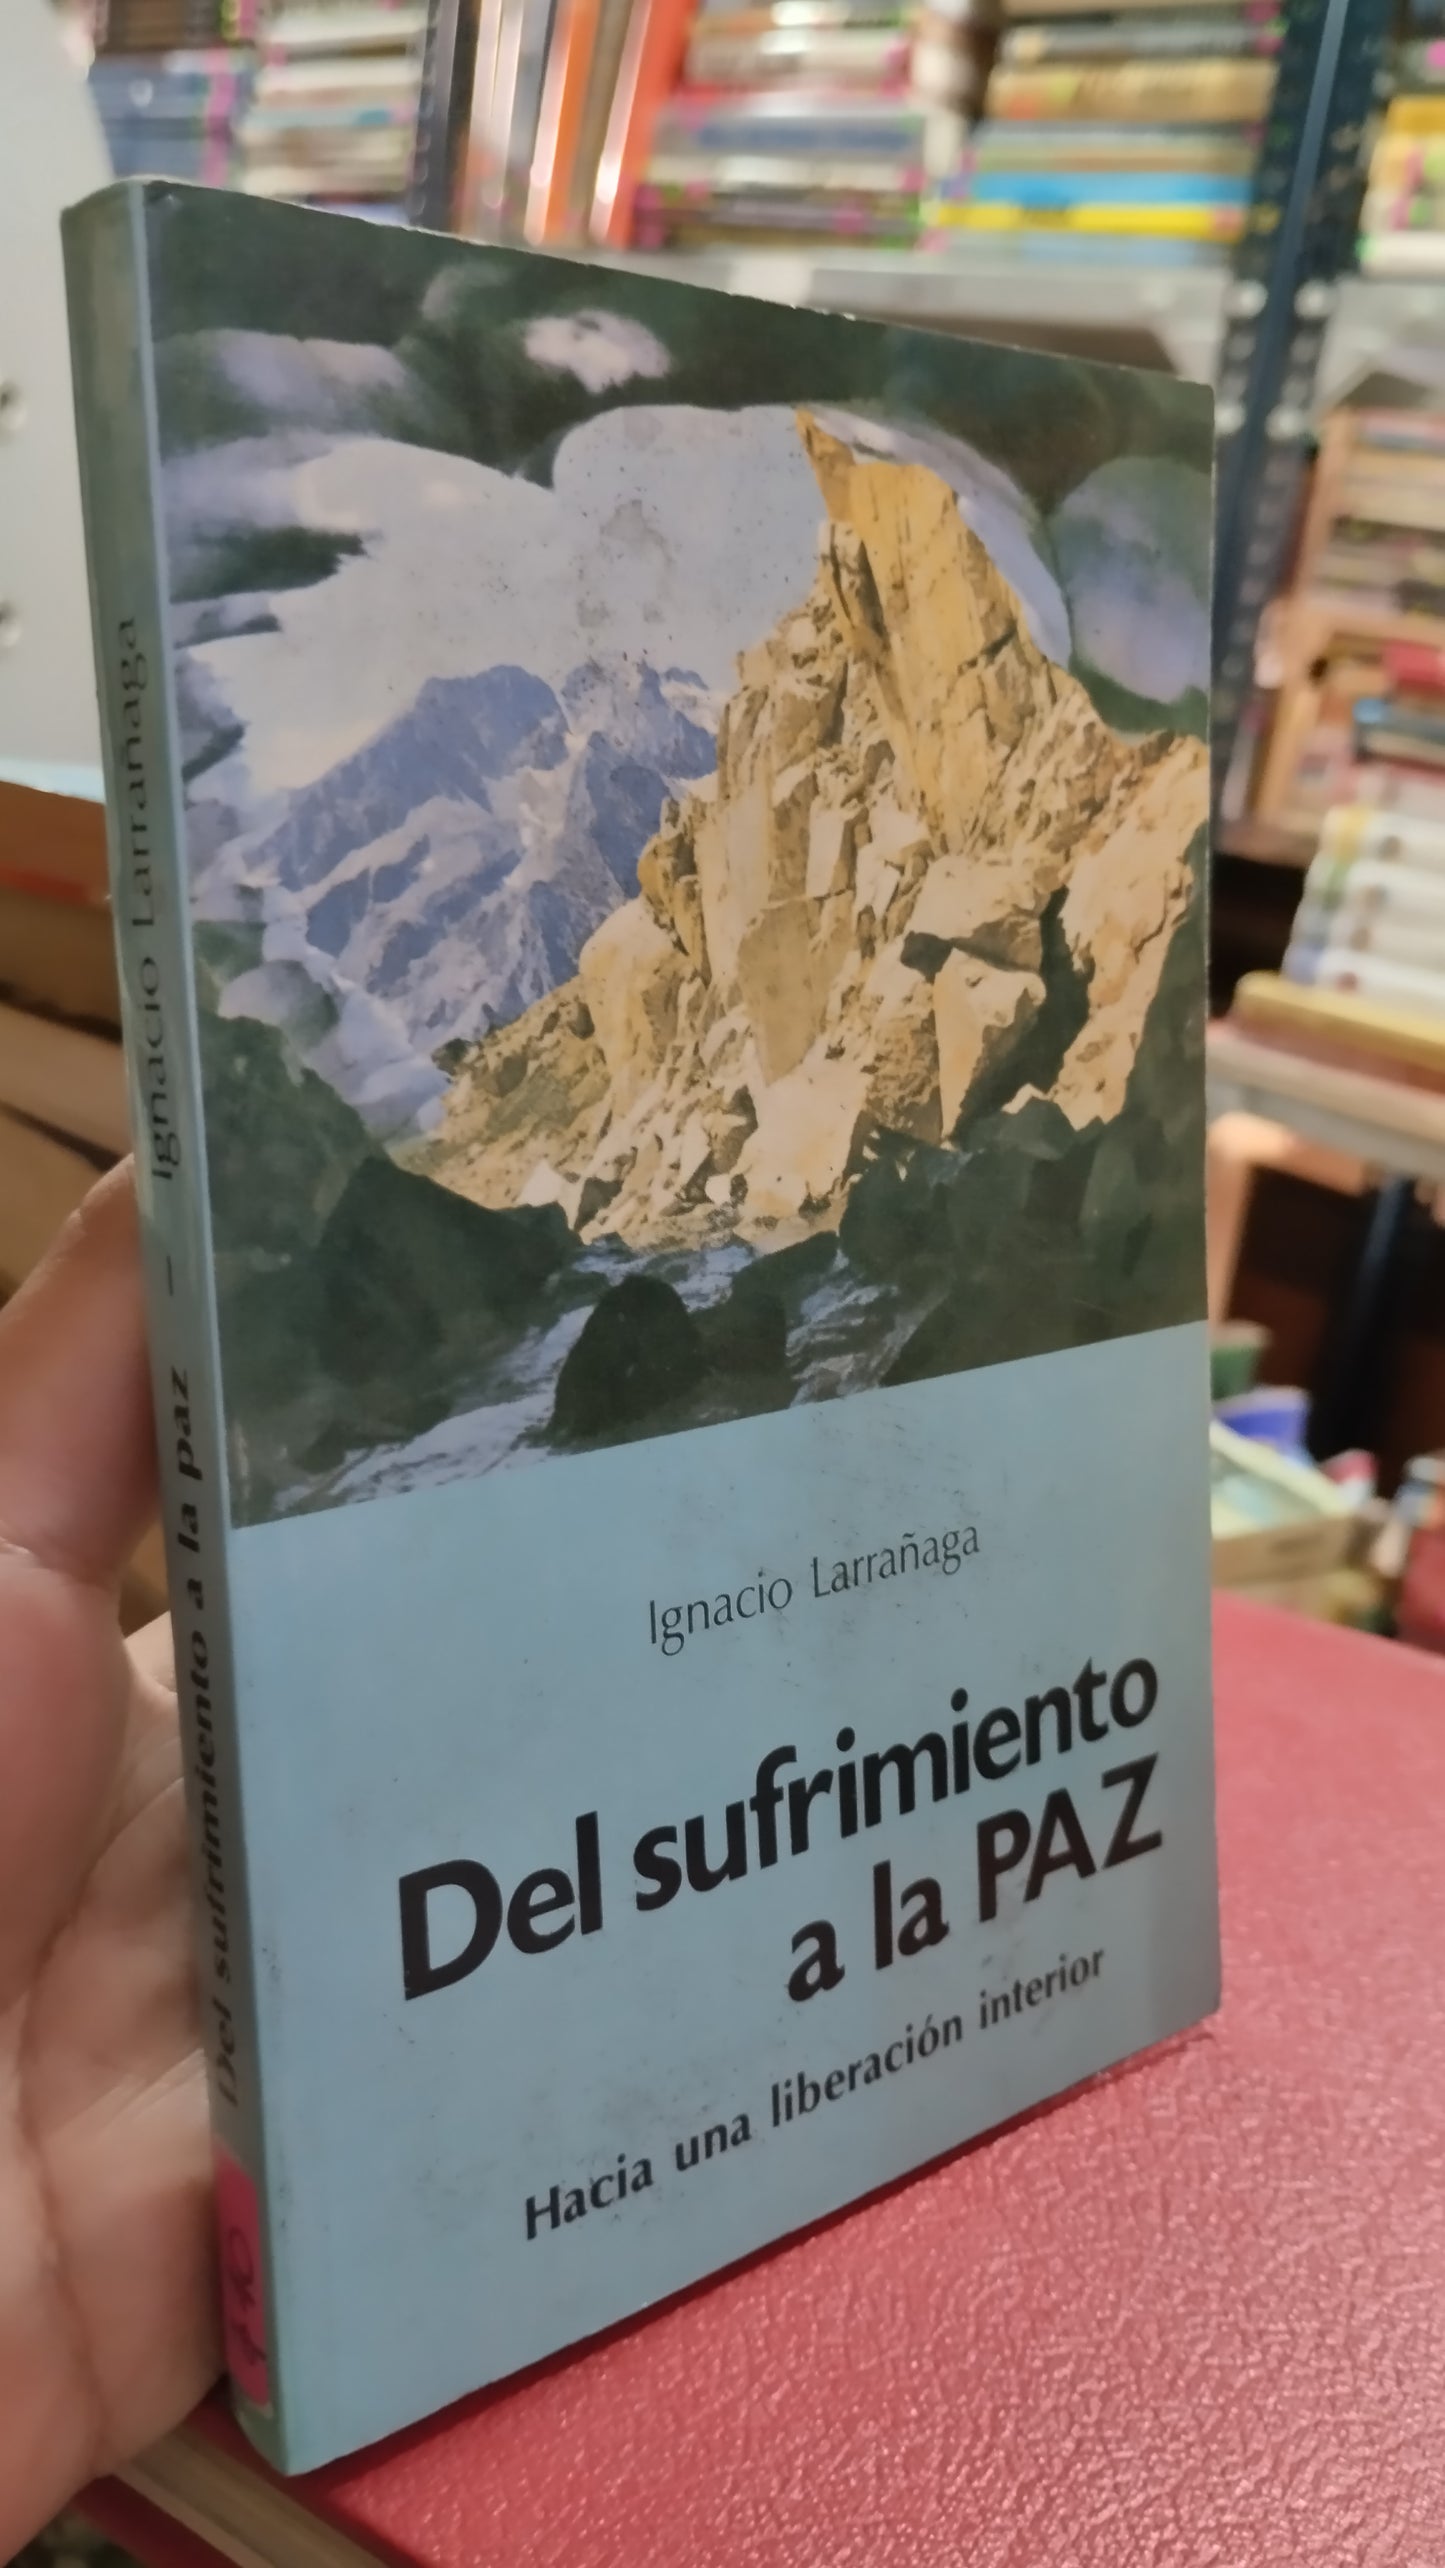 Ignacio Larrañaga
Del sufrimiento
a la PAZ
Hacia una liberación interior
Del sufrimiento a la paz – Ignacio Larrañaga